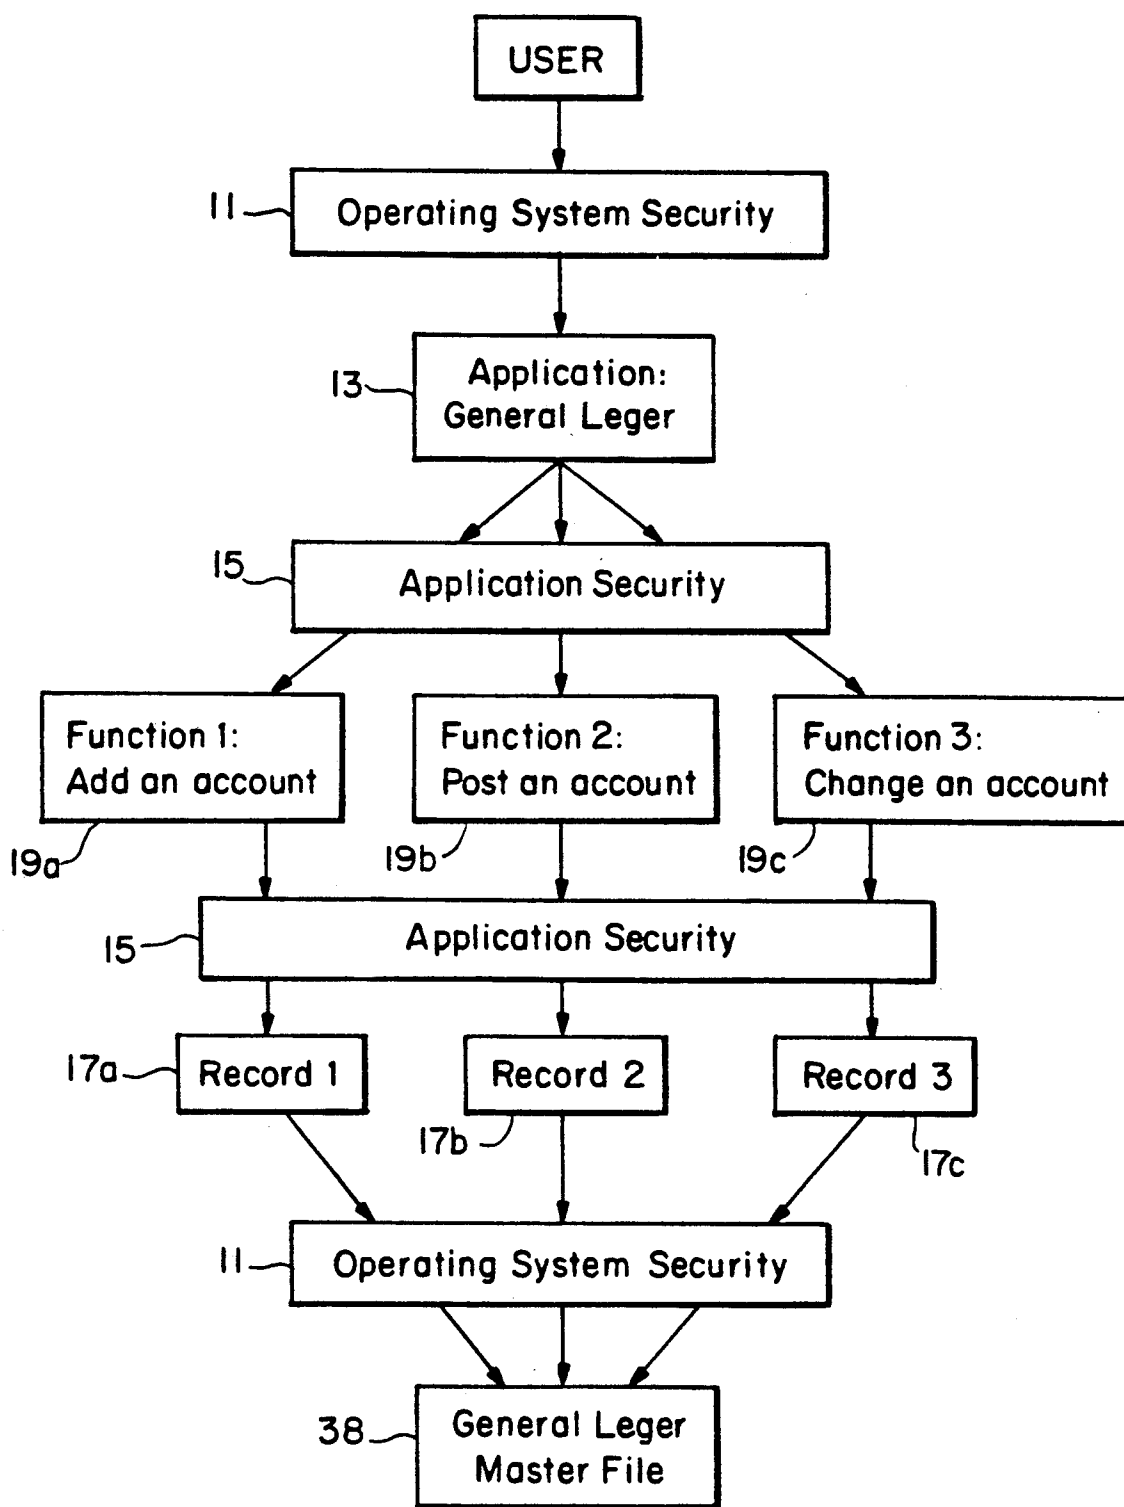 USER
11
Operating System Security
13
Application:
General Leger
15
Application Security
Function 1:
Add an account
Function 2:
Post an account
Function 3:
Change an account
19a
19b
19c
15
Application Security
17a
Record 1
Record 2
Record 3
17b
17c
11
Operating System Security
38
General Leger
Master File